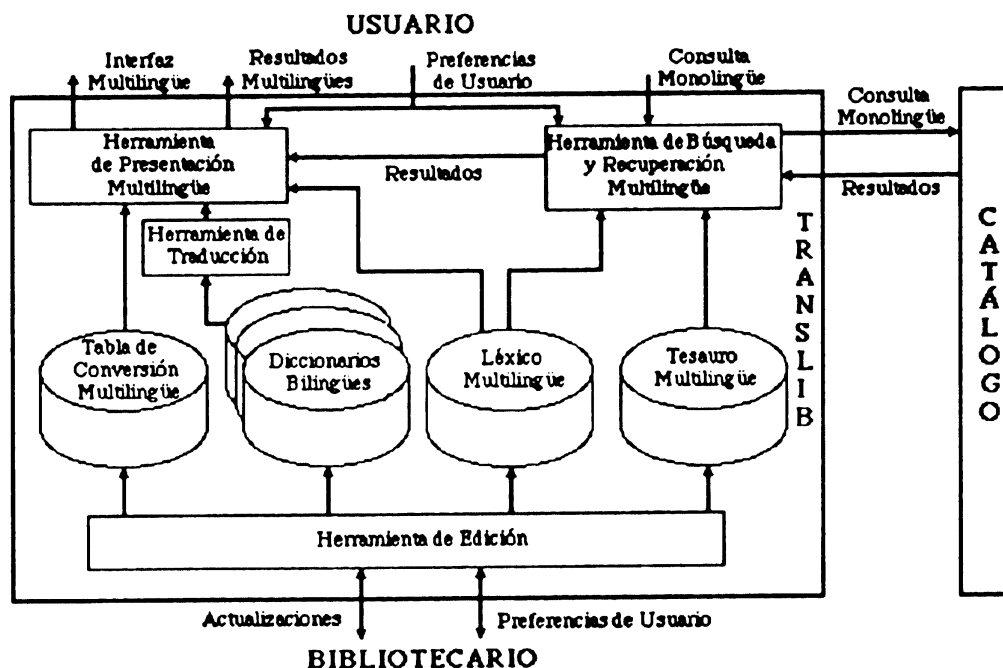 USUARIO
Interfaz
Multilingüe
Resultados
Multilingües
Preferencias
de Usuario
Consulta
Monolingüe
Consulta
Monolingüe
Herramienta
de Presentación
Multilingüe
Resultados
Herramienta de Búsqueda
y Recuperación
Multilingüe
Resultados
Herramienta de
Traducción
TRANSLIB
CATÁLOGO
Tabla de
Conversión
Multilingüe
Diccionarios
Bilingües
Léxico
Multilingüe
Tesauro
Multilingüe
Herramienta de Edición
Actualizaciones
Preferencias de Usuario
BIBLIOTECARIO